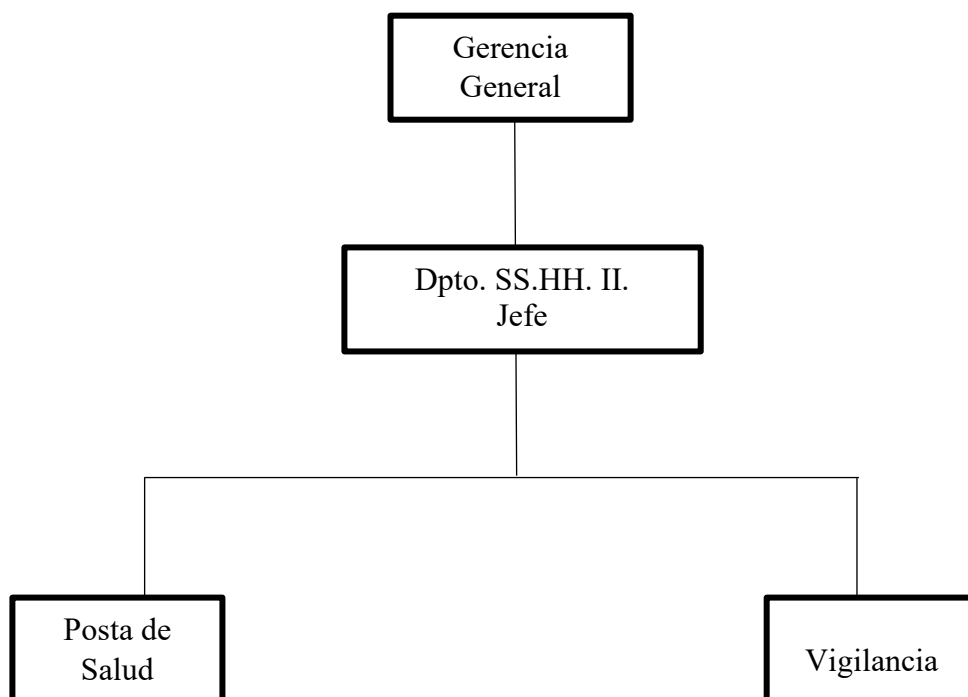 Gerencia
General
Dpto. SS.HH. II.
Jefe
Posta de
Salud
Vigilancia